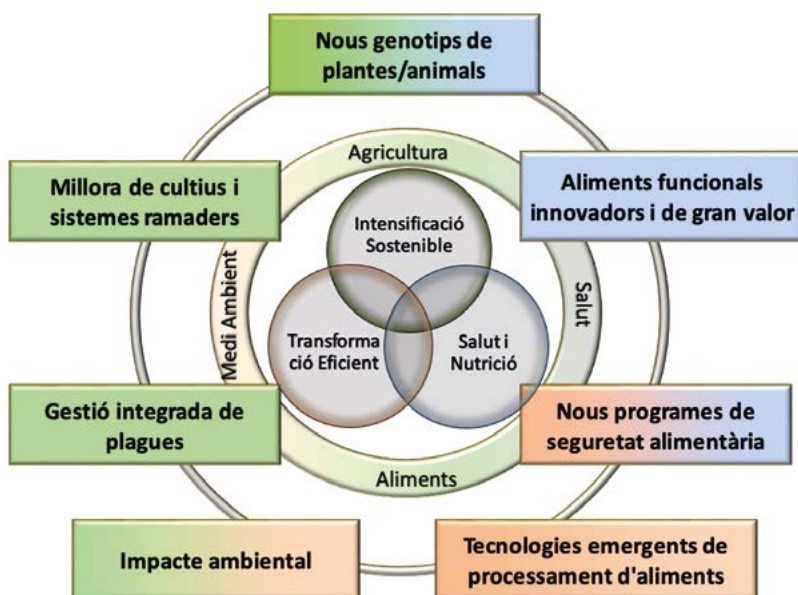 Nous genotips de
plantes/animals
Agricultura
Millora de cultius i
sistemes ramaders
Aliments funcionals
innovadors i de gran valor
Intensificació
Sostenible
Medi Ambient
Salut
Transforma
ció Eficient
Salut i
Nutrició
Gestió integrada de
plagues
Nous programes de
seguretat alimentària
Aliments
Impacte ambiental
Tecnologies emergents de
processament d'aliments